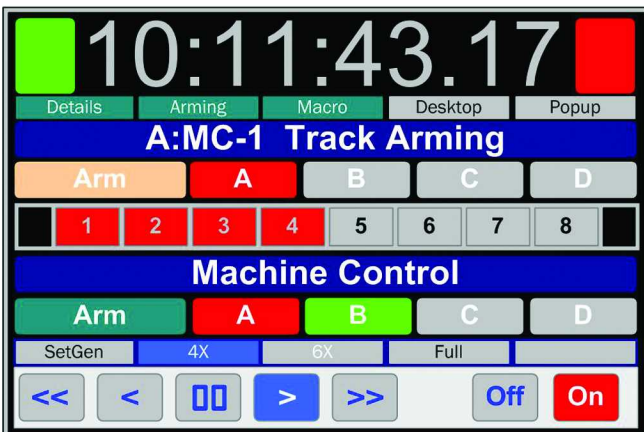 10:11:43.17
Details Arming Macro Desktop Popup
A:MC-1 Track Arming
Arm A B C D
1 2 3 4 5 6 7 8
Machine Control
Arm A B C D
SetGen 4X 6X Full
<< < > >> Off On